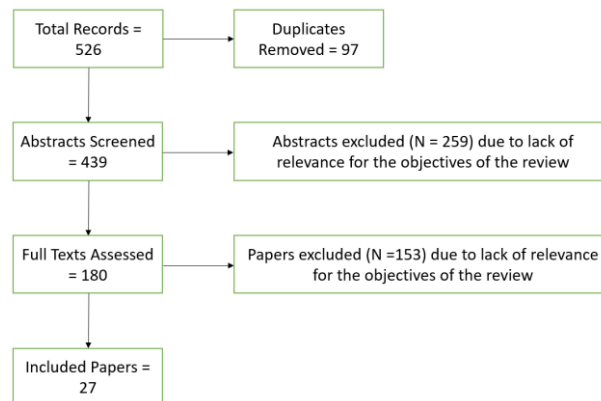 Total Records =
526
Duplicates
Removed = 97
Abstracts Screened
= 439
Abstracts excluded (N = 259) due to lack of
relevance for the objectives of the review
Full Texts Assessed
= 180
Papers excluded (N =153) due to lack of relevance
for the objectives of the review
Included Papers =
27